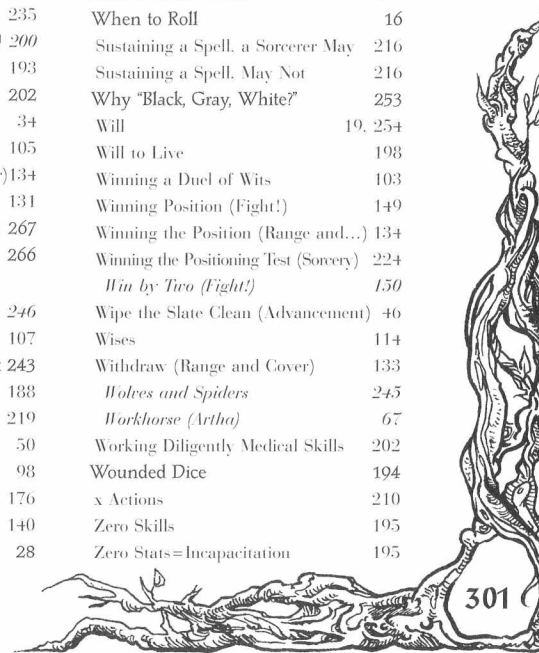 235
200
193
202
34
105
r)134
131
267
266
246
107
243
188
219
50
98
176
140
28
When to Roll 16
Sustaining a Spell, a Sorcerer May 216
Sustaining a Spell, May Not 216
Why “Black, Gray, White?” 253
Will 19, 254
Will to Live 198
Winning a Duel of Wits 103
Winning Position (Fight!) 149
Winning the Position (Range and...) 134
Winning the Positioning Test (Sorcery) 224
Win by Two (Fight!) 150
Wipe the Slate Clean (Advancement) 46
Wises 114
Withdraw (Range and Cover) 133
Wolves and Spiders 245
Workhorse (Artha) 67
Working Diligently Medical Skills 202
Wounded Dice 194
x Actions 210
Zero Skills 195
Zero Stats=Incapacitation 195
301